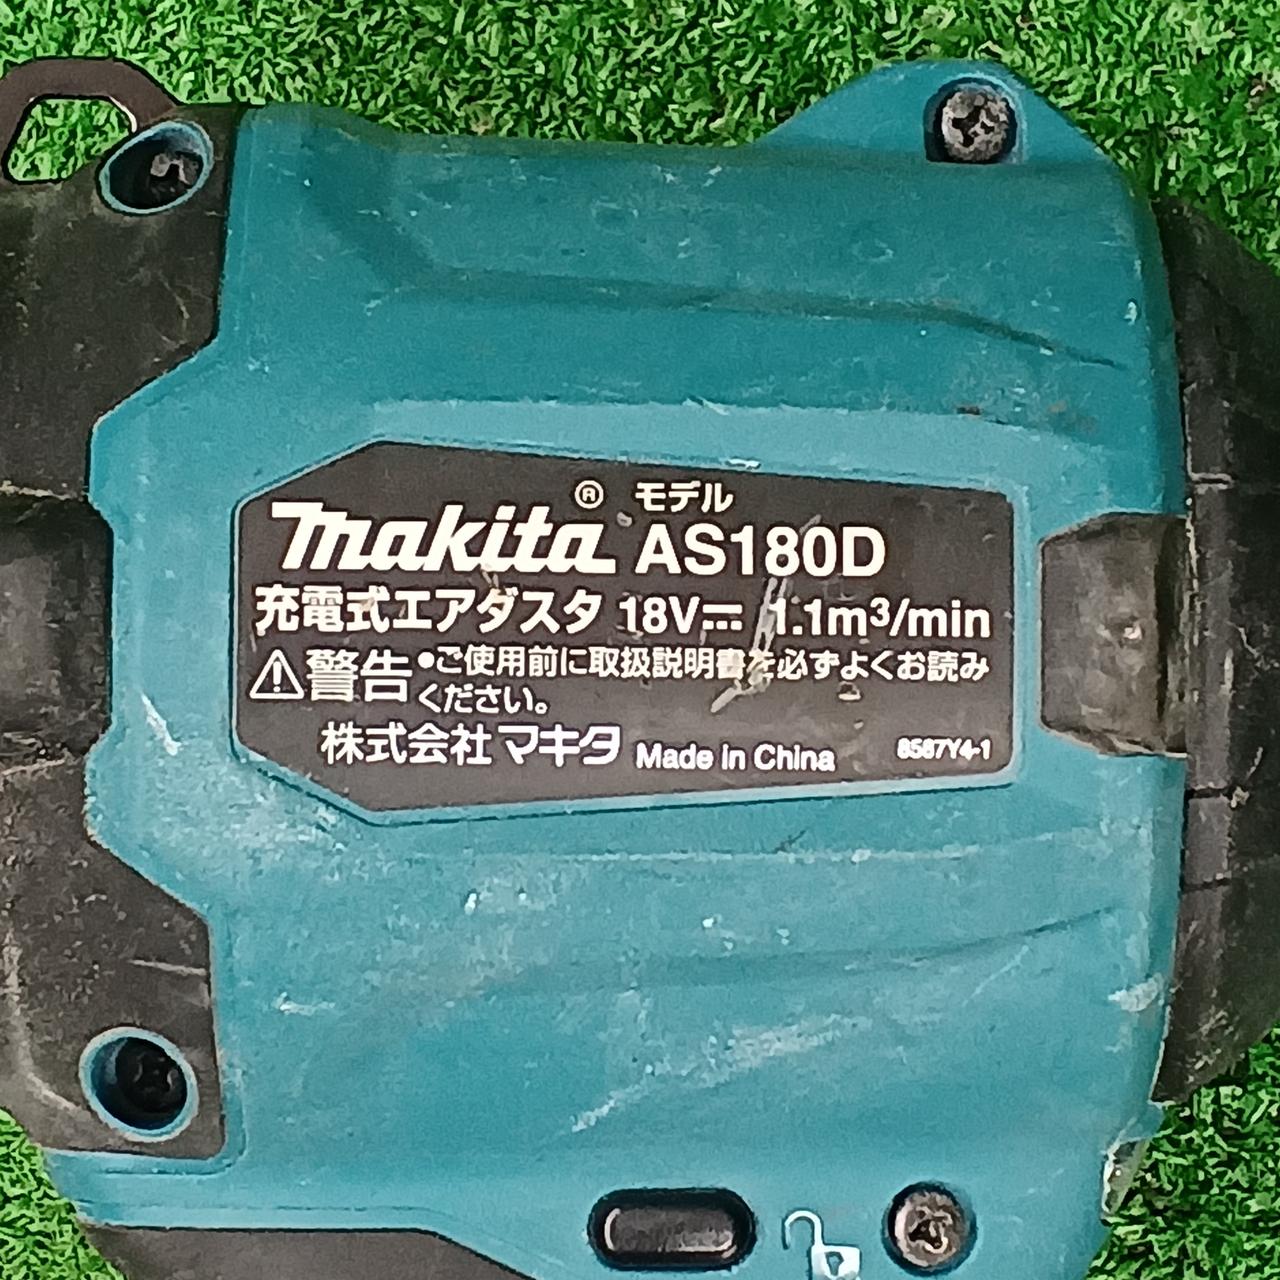 makita® モデル AS180D
充電式エアダスタ 18V⎓ 1.1m³/min
⚠警告 ●ご使用前に取扱説明書を必ずよくお読み
ください。
株式会社マキタ Made in China 8587Y4-1